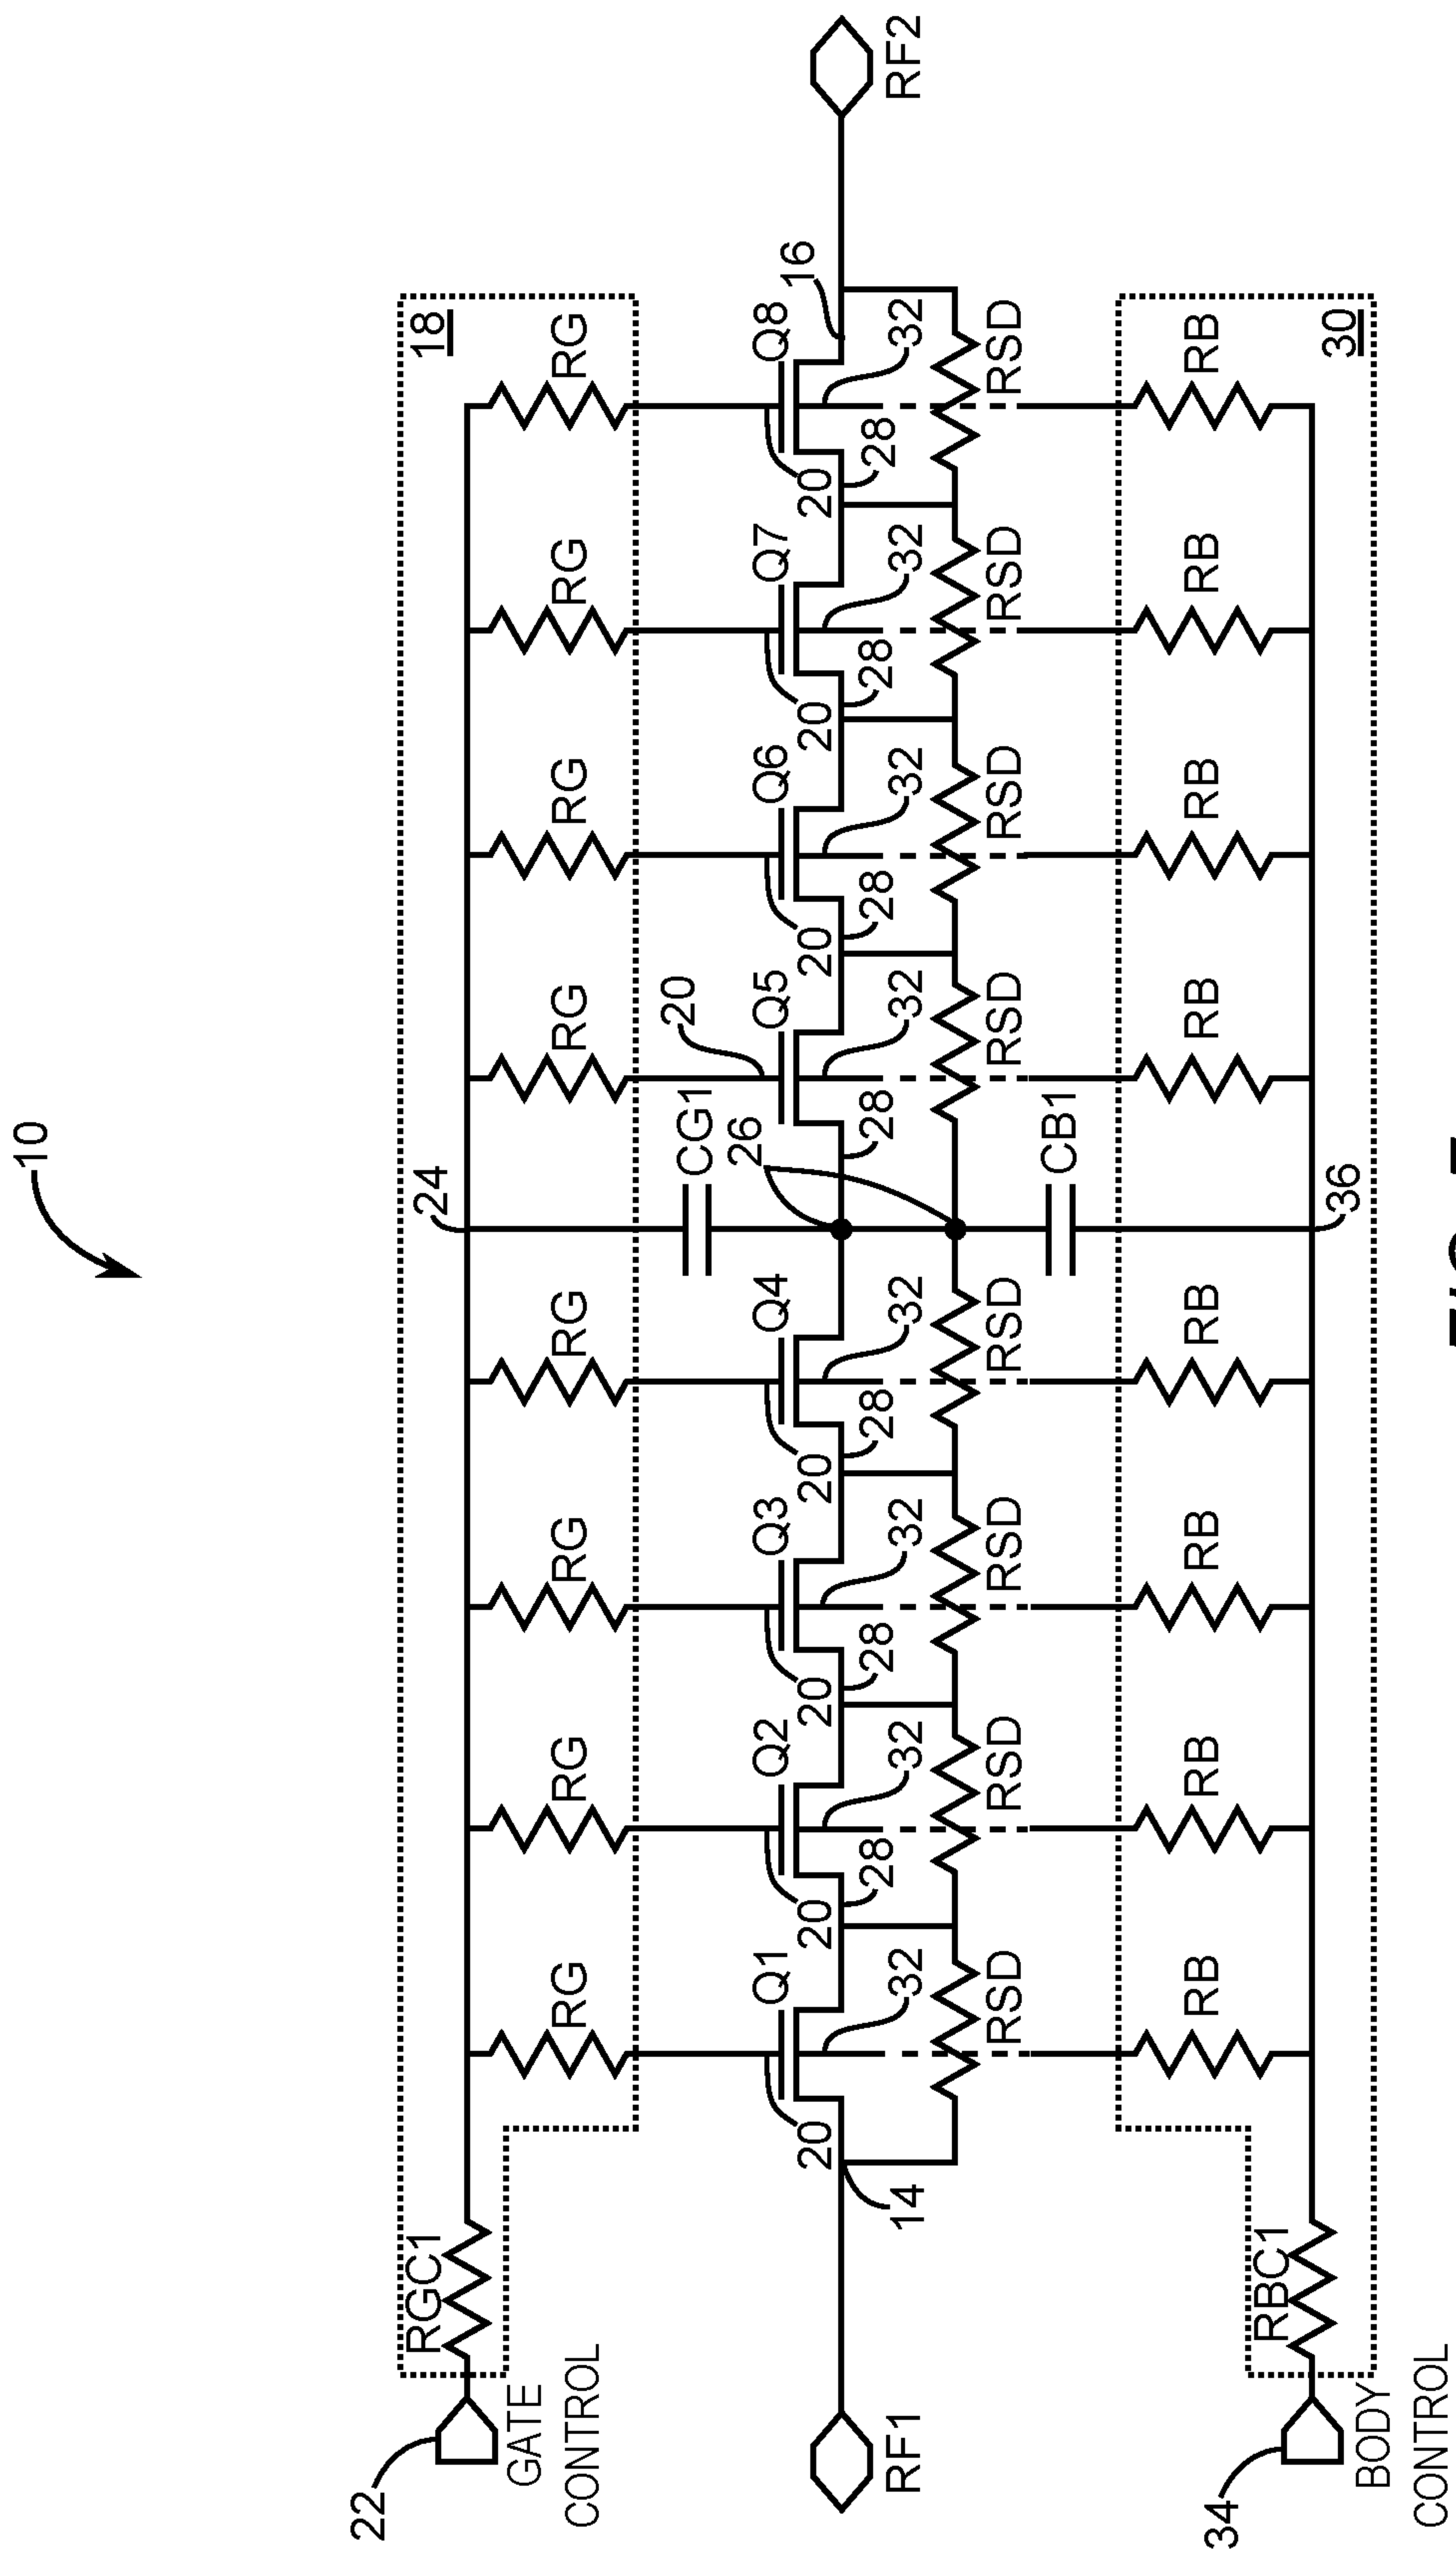 10
18
RG RG RG RG RG RG RG RG
RGC1
22
GATE
CONTROL
24
CG1
20
26
Q1 Q2 Q3 Q4 Q5 Q6 Q7 Q8
16
20 20 20 20 20 20 20
28 28 28 28 28 28 28
32 32 32 32 32 32 32 32
14
RF1
RF2
RSD RSD RSD RSD RSD RSD RSD RSD
CB1
RB RB RB RB RB RB RB RB
30
RBC1
34
36
BODY
CONTROL